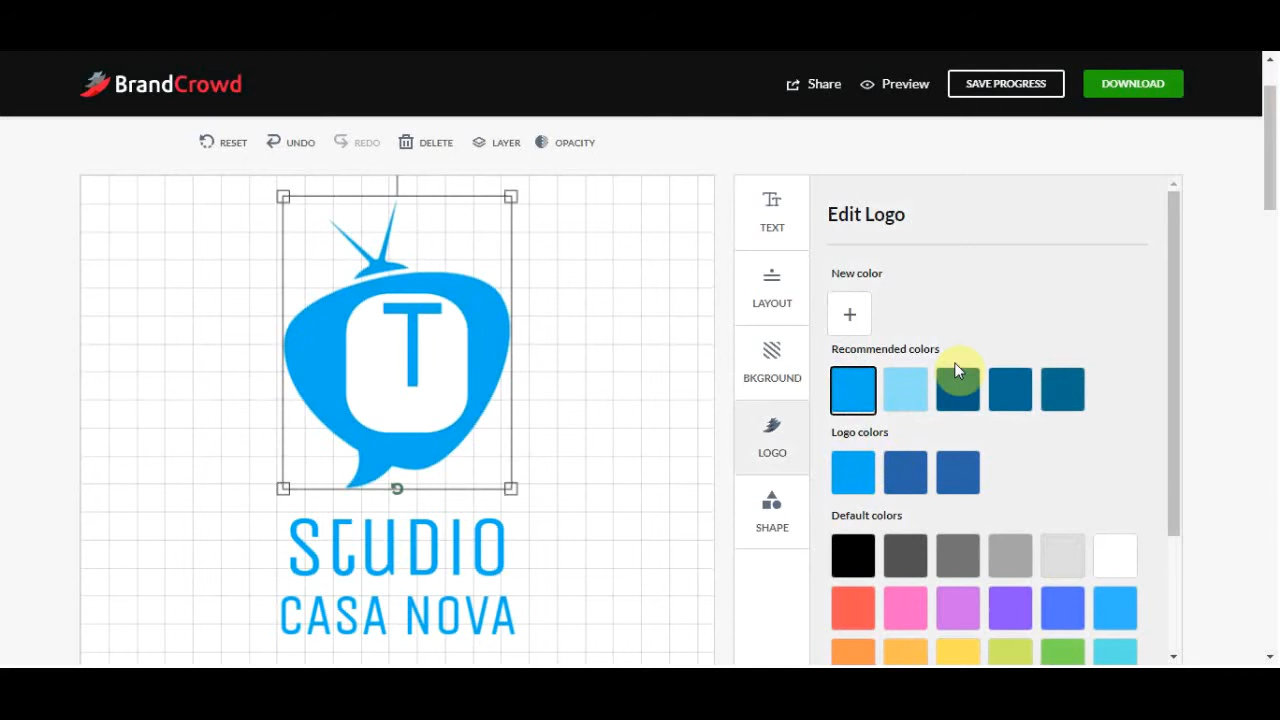 BrandCrowd
Share
Preview
SAVE PROGRESS
DOWNLOAD
RESET
UNDO
REDO
DELETE
LAYER
OPACITY
T
STUDIO
CASA NOVA
TEXT
LAYOUT
BKGROUND
LOGO
SHAPE
Edit Logo
New color
+
Recommended colors
Logo colors
Default colors